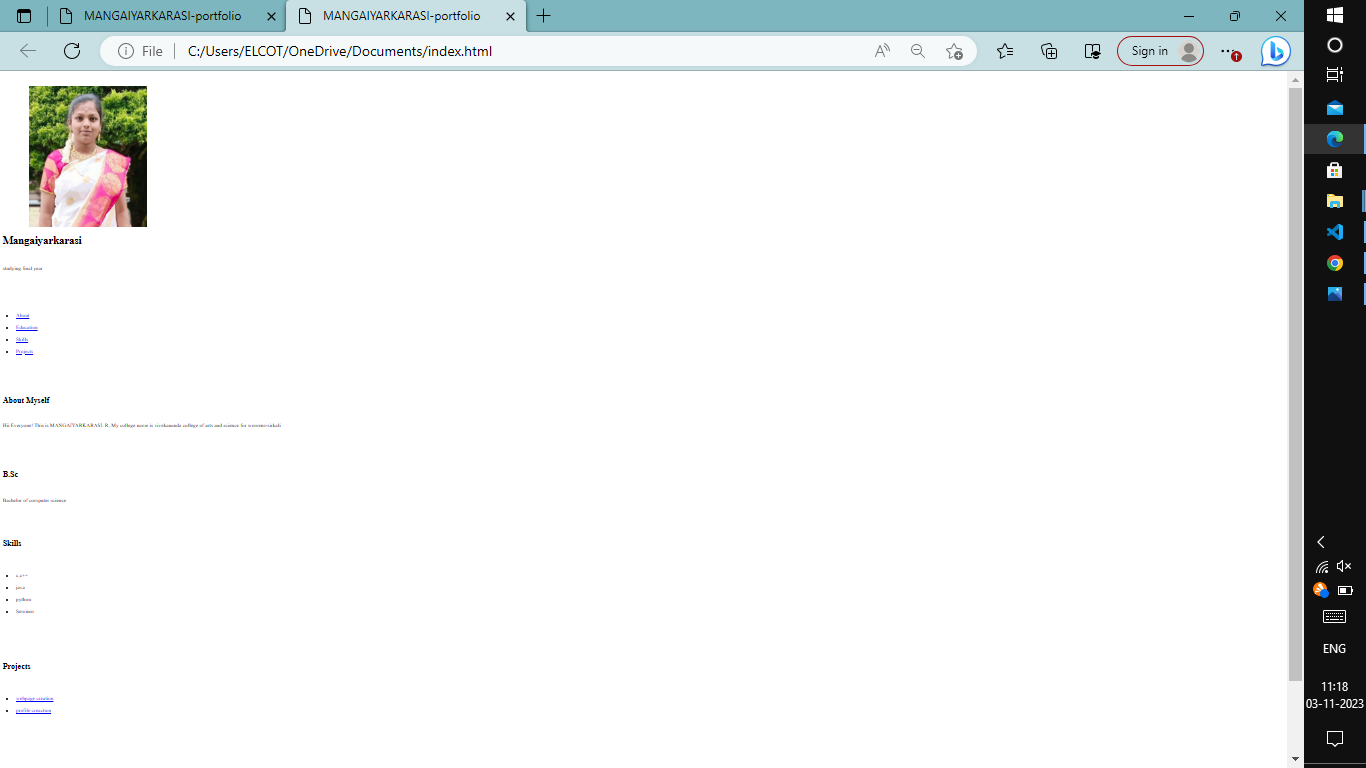 MANGAIYARKARASI-portfolio
MANGAIYARKARASI-portfolio
File
C:/Users/ELCOT/OneDrive/Documents/index.html
Sign in
1
Mangaiyarkarasi
studying final year
About
Education
Skills
Projects
About Myself
Hii Everyone! This is MANGAIYARKARASI. R, My college name is vivekananda college of arts and science for women-sirkali
B.Sc
Bachelor of computer science
Skills
c,c++
java
python
Projects
webpage creation
profile
ENG
11:18
03-11-2023